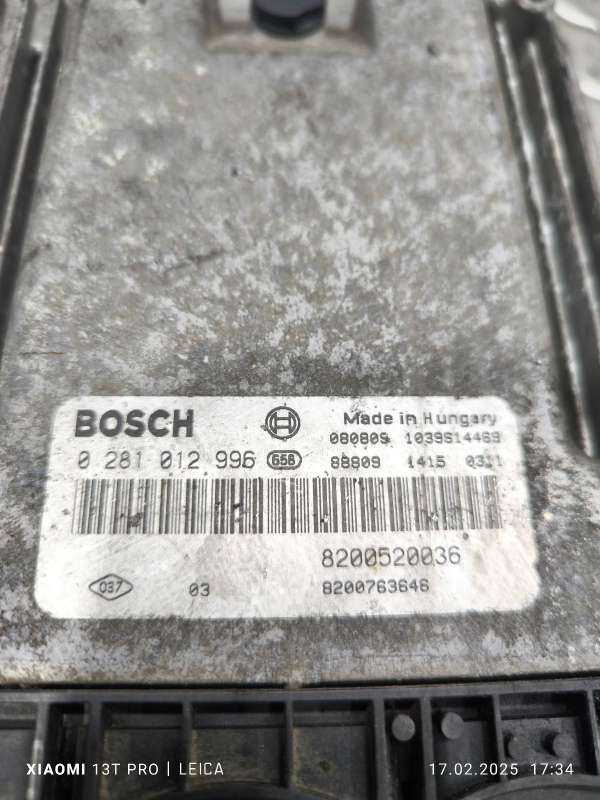 BOSCH
Made in Hungary
080809 1039S14469
0 281 012 996 656
88809 1415 0311
8200520036
037 03 8200763646
XIAOMI 13T PRO | LEICA
17.02.2025 17:34